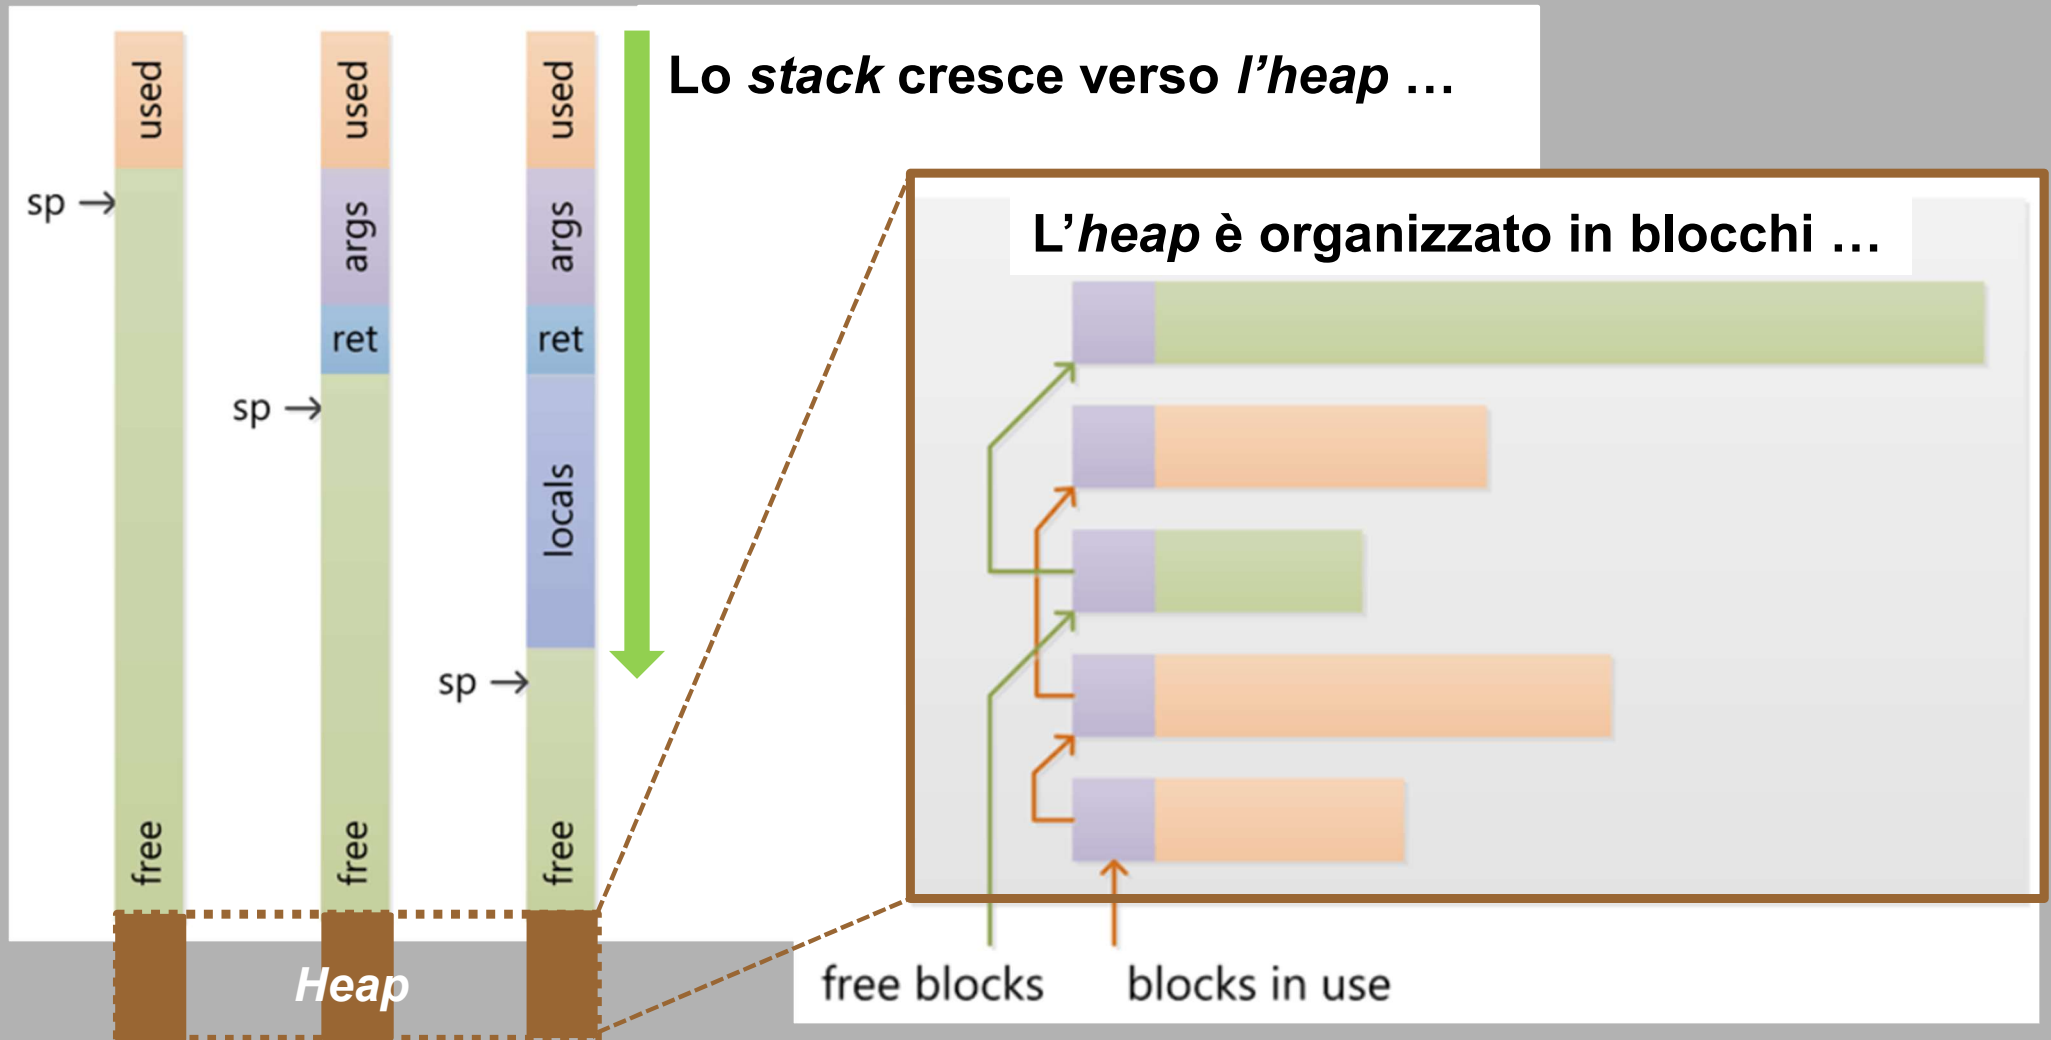 Lo stack cresce verso l’heap …
used
used
used
sp →
args
args
ret
ret
sp →
locals
sp →
free
free
free
Heap
L’heap è organizzato in blocchi …
free blocks
blocks in use